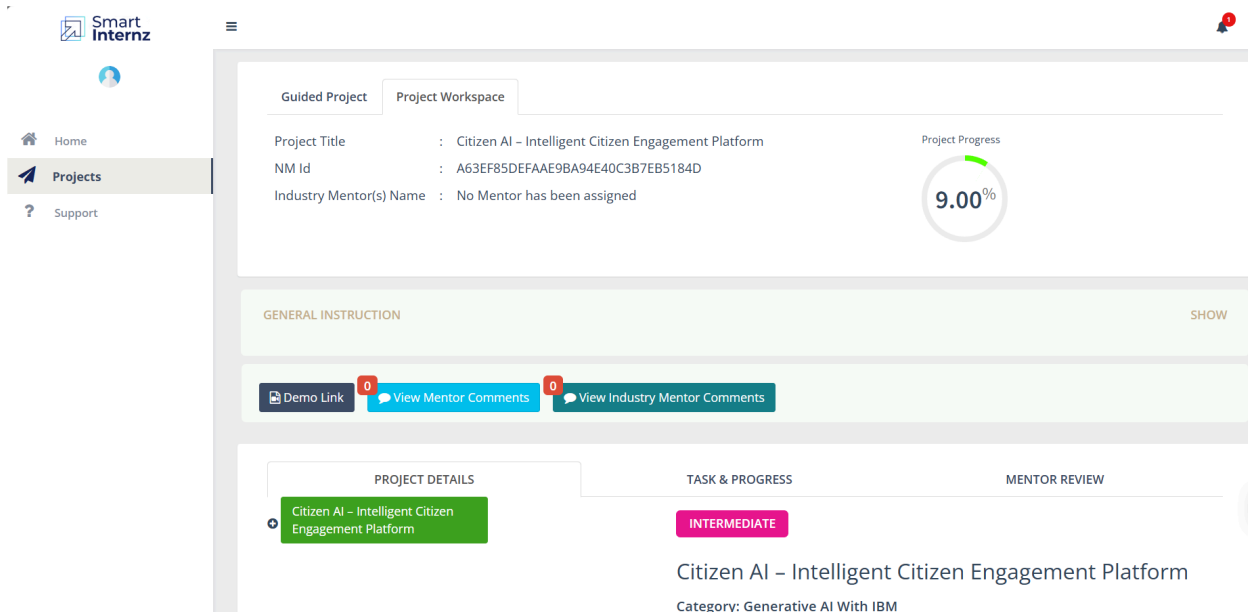 Smart
Internz
1
Home
Projects
? Support
Guided Project Project Workspace
Project Title : Citizen AI – Intelligent Citizen Engagement Platform
NM Id : A63EF85DEFAAE9BA94E40C3B7EB5184D
Industry Mentor(s) Name : No Mentor has been assigned
Project Progress
9.00%
GENERAL INSTRUCTION SHOW
Demo Link 0 View Mentor Comments 0 View Industry Mentor Comments
PROJECT DETAILS TASK & PROGRESS MENTOR REVIEW
Citizen AI – Intelligent Citizen
Engagement Platform
INTERMEDIATE
Citizen AI – Intelligent Citizen Engagement Platform
Category: Generative AI With IBM